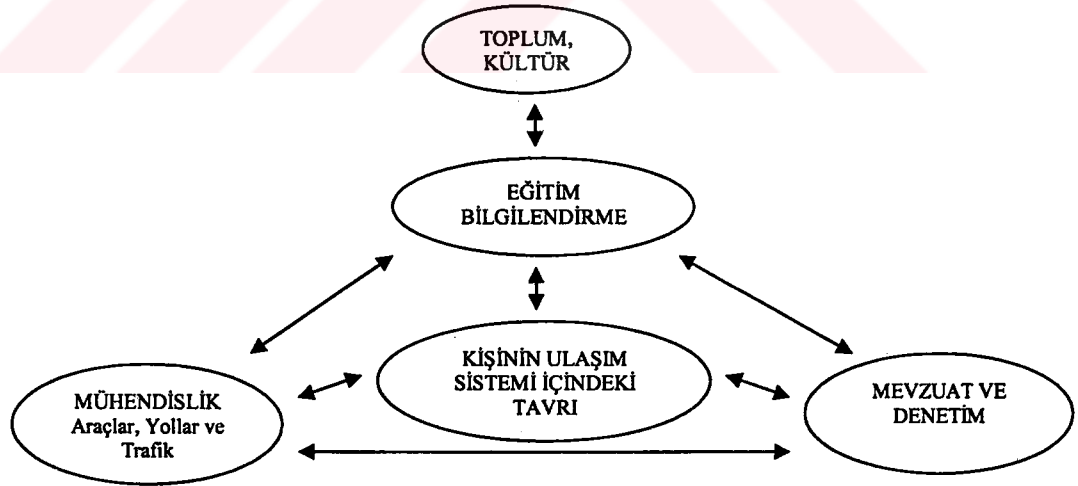 TOPLUM,
KÜLTÜR
EĞİTİM
BİLGİLENDİRME
KİŞİNİN ULAŞIM
SİSTEMİ İÇİNDEKİ
TAVRI
MÜHENDİSLİK
Araçlar, Yollar ve
Trafik
MEVZUAT VE
DENETİM